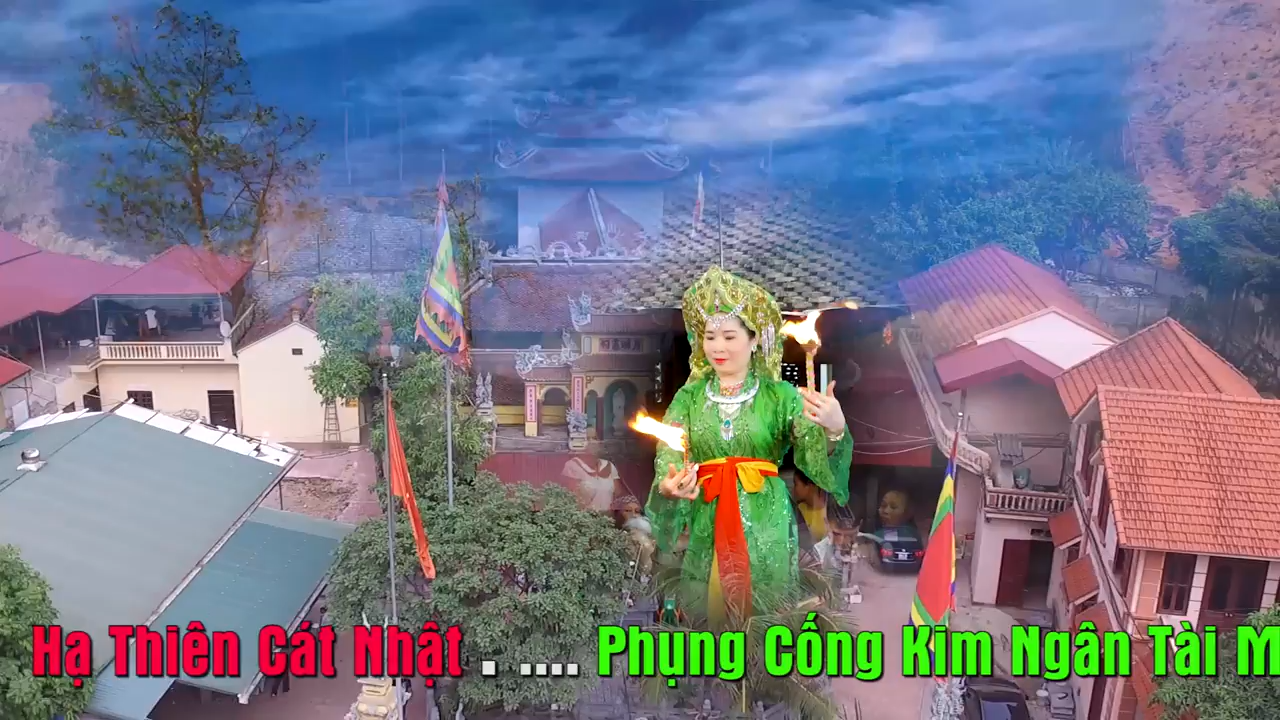 Hạ Thiên Cát Nhật . .... Phụng Cống Kim Ngân Tài M